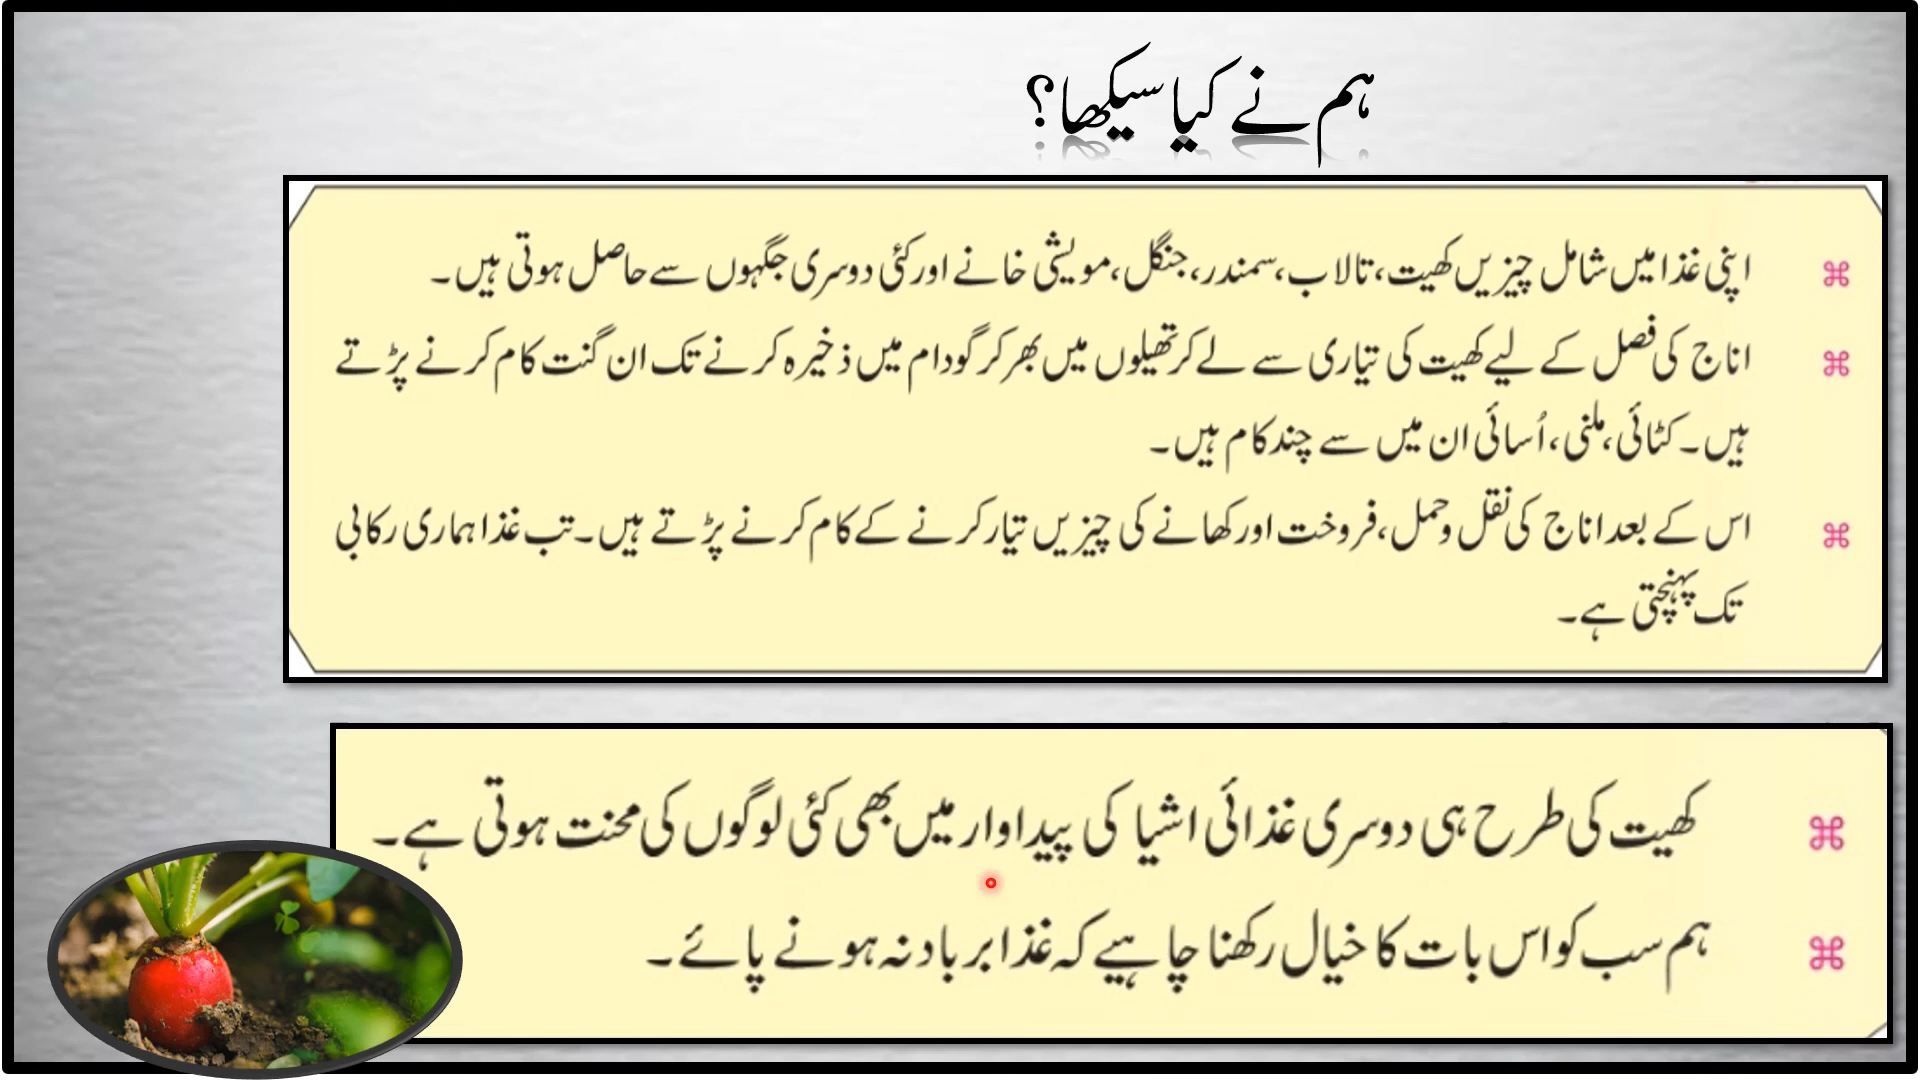 ہم نے کیا سیکھا؟
⌘ اپنی غذا میں شامل چیزیں کھیت، تالاب، سمندر، جنگل، مویشی خانے اور کئی دوسری جگہوں سے حاصل ہوتی ہیں۔
⌘ اناج کی فصل کے لیے کھیت کی تیاری سے لے کر تھیلوں میں بھر کر گودام میں ذخیرہ کرنے تک ان گنت کام کرنے پڑتے
ہیں۔ کٹائی، ملنی، اُسائی ان میں سے چند کام ہیں۔
⌘ اس کے بعد اناج کی نقل و حمل، فروخت اور کھانے کی چیزیں تیار کرنے کے کام کرنے پڑتے ہیں۔ تب غذا ہماری رکابی
تک پہنچتی ہے۔
⌘ کھیت کی طرح ہی دوسری غذائی اشیا کی پیداوار میں بھی کئی لوگوں کی محنت ہوتی ہے۔
⌘ ہم سب کو اس بات کا خیال رکھنا چاہیے کہ غذا برباد نہ ہونے پائے۔